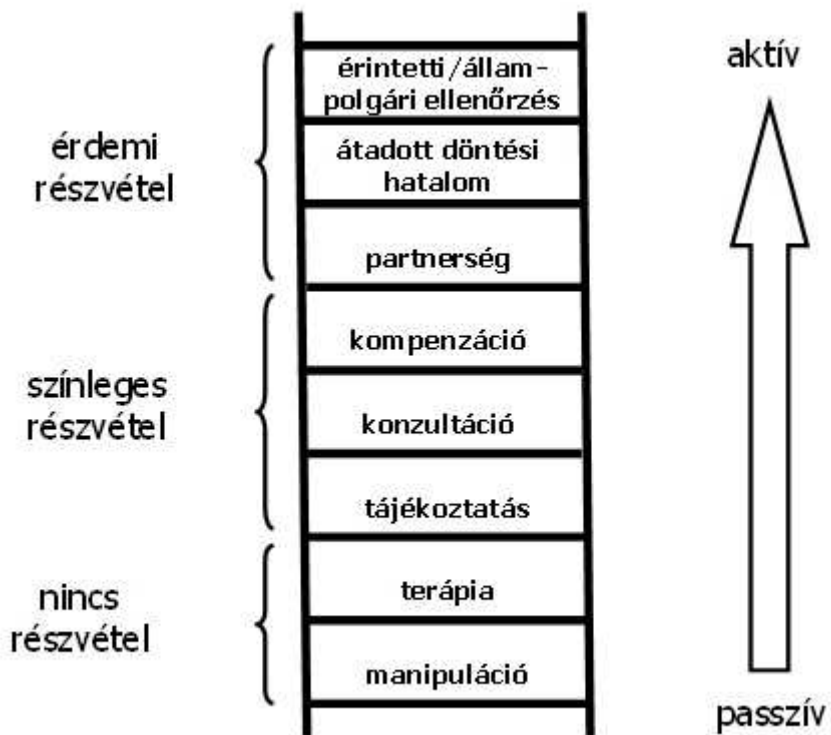 aktív
érintetti/állam-
polgári ellenőrzés
érdemi
részvétel
átadott döntési
hatalom
partnerség
kompenzáció
színleges
részvétel
konzultáció
tájékoztatás
nincs
részvétel
terápia
manipuláció
passzív